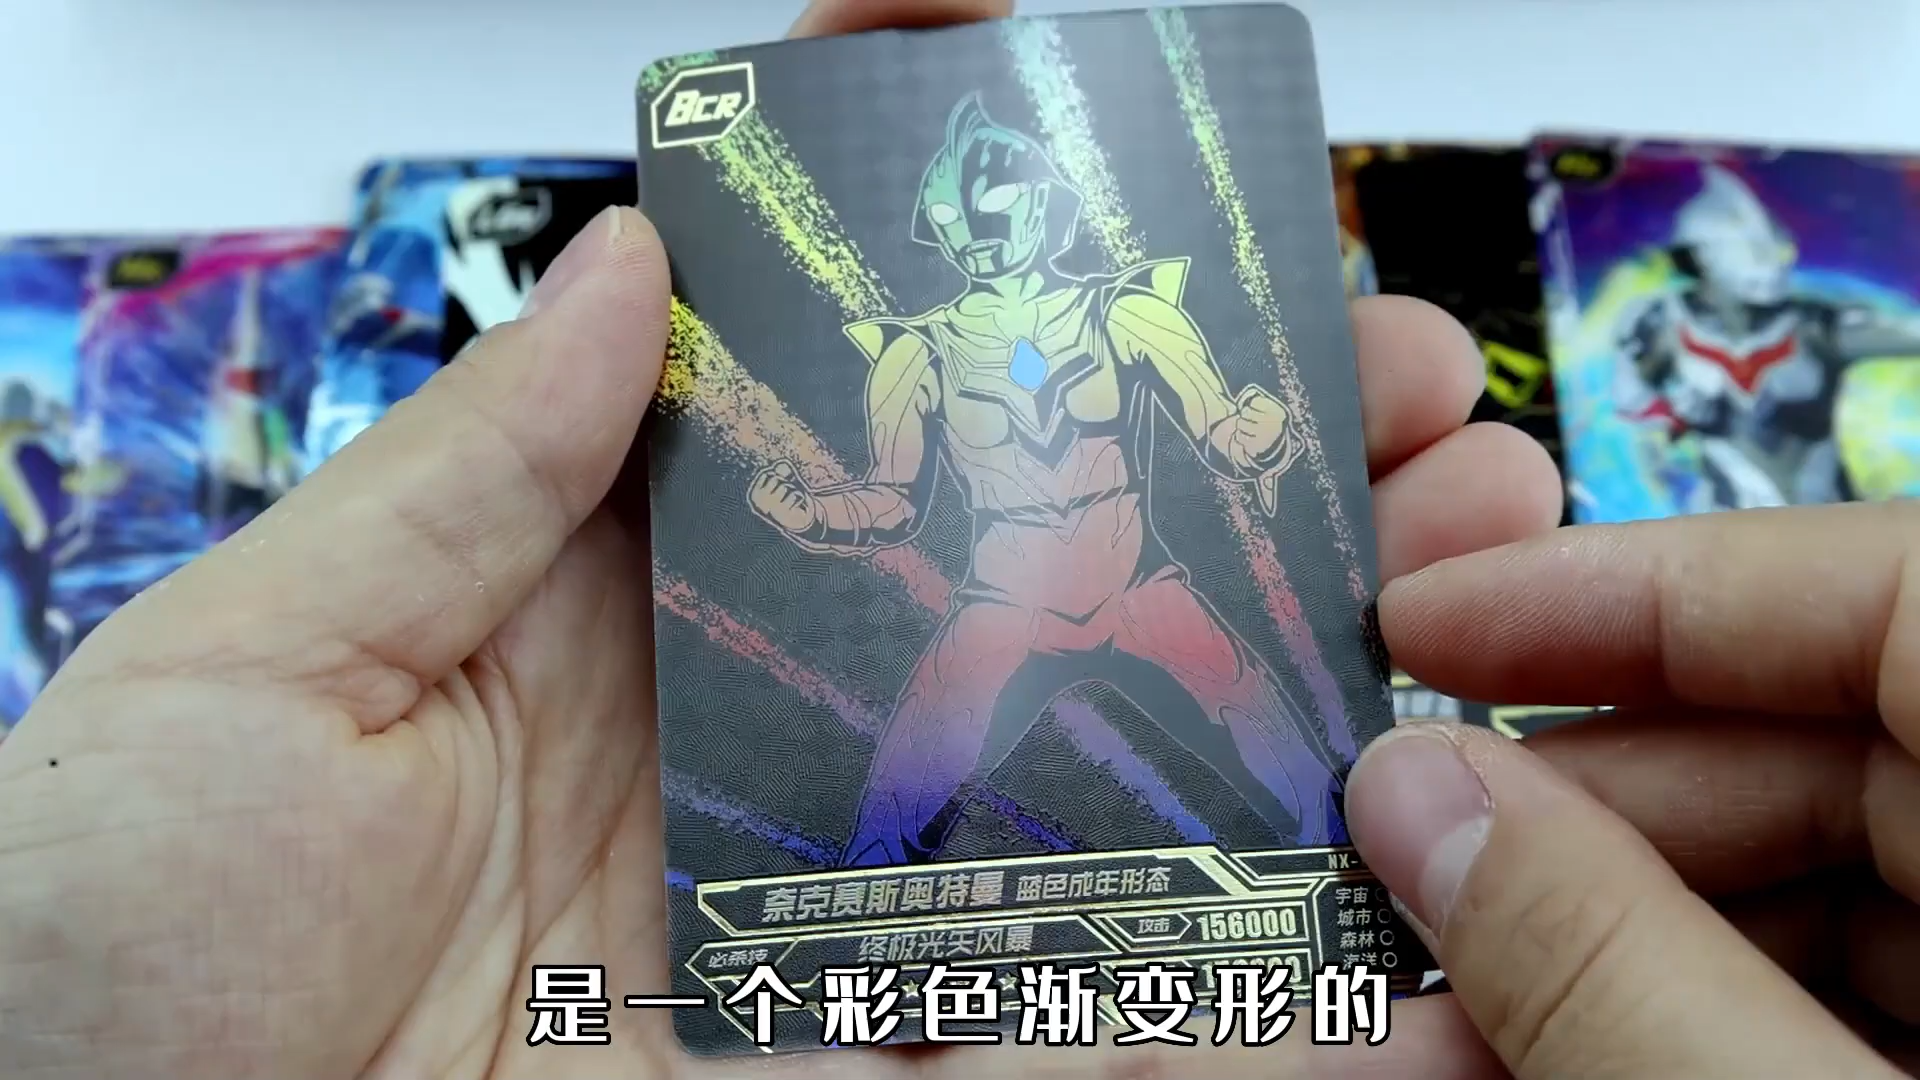 BCR
奈克赛斯奥特曼 蓝色成年形态
NX-
宇宙
城市
森林
海洋
攻击 156000
必杀技 终极光矢风暴
是一个彩色渐变形的